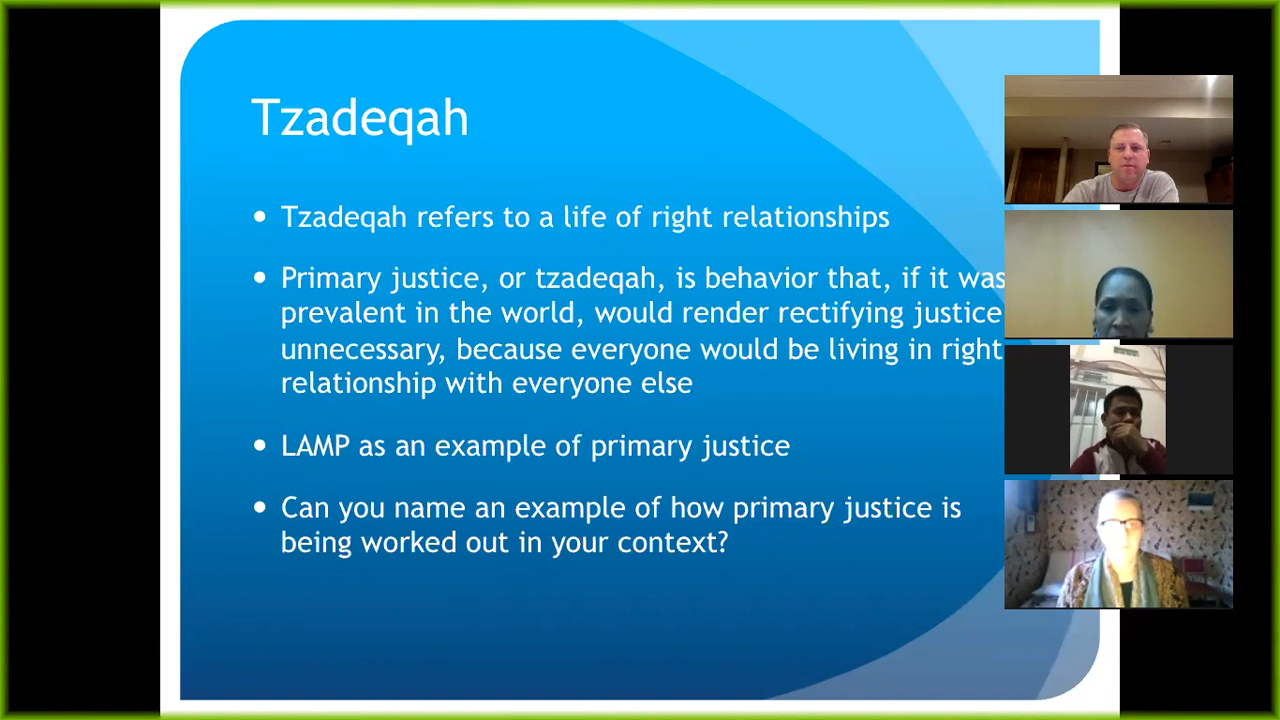 Tzadeqah
• Tzadeqah refers to a life of right relationships
• Primary justice, or tzadeqah, is behavior that, if it was
prevalent in the world, would render rectifying justice
unnecessary, because everyone would be living in right
relationship with everyone else
• LAMP as an example of primary justice
• Can you name an example of how primary justice is
being worked out in your context?